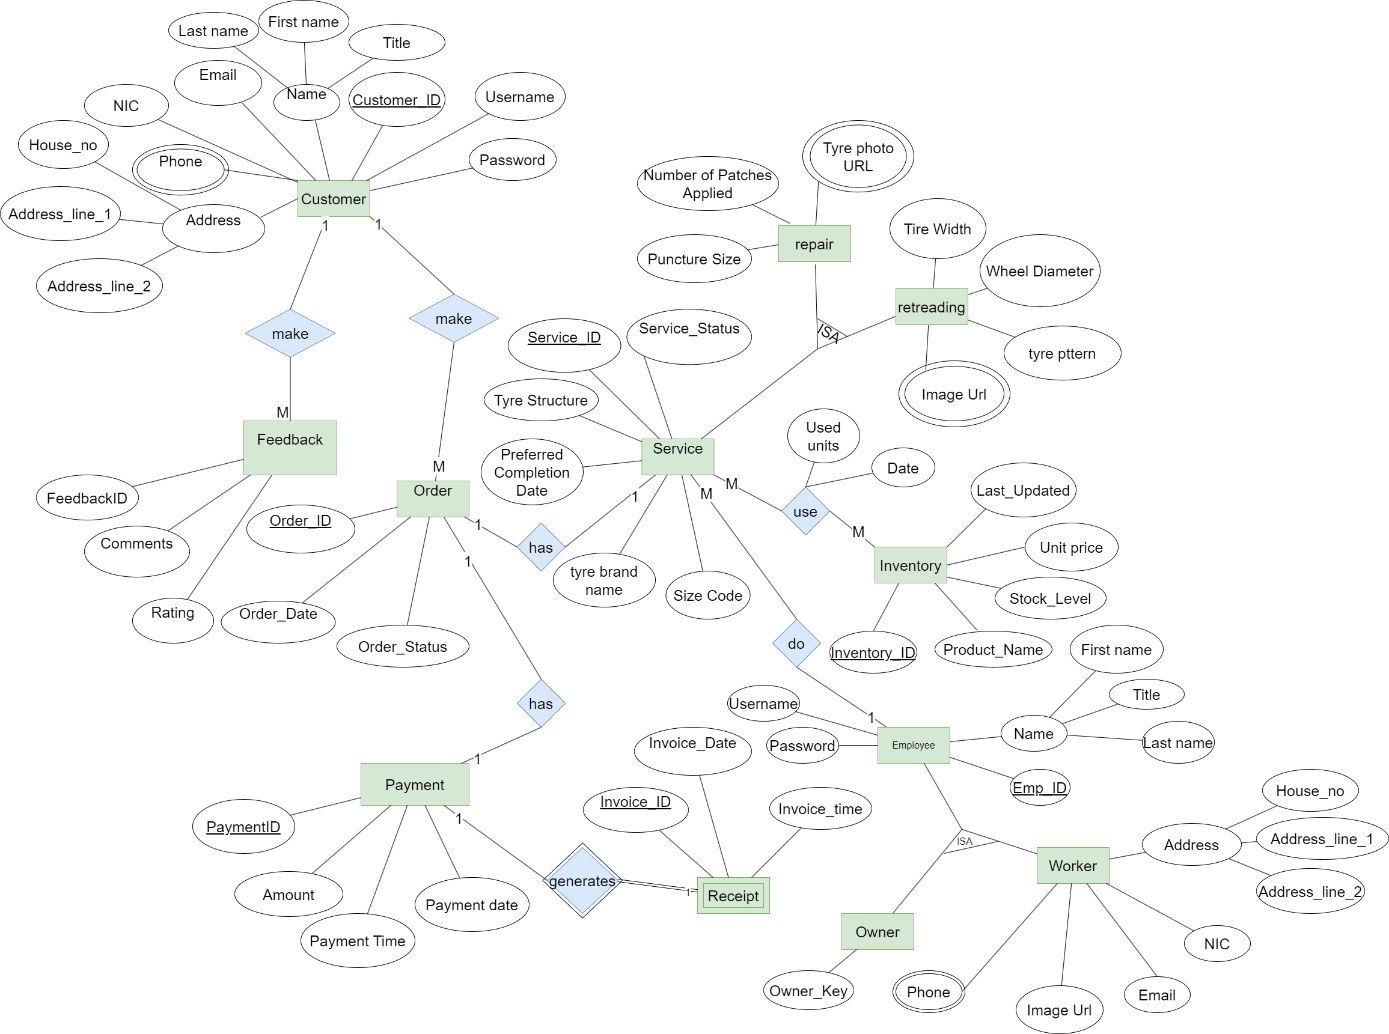 First name
Last name
Title
Email
Name
Customer_ID
Username
NIC
House_no
Phone
Password
Customer
Address_line_1
Address
1
1
Address_line_2
make
make
M
Feedback
M
Order
FeedbackID
Comments
Rating
Order_ID
Order_Date
Order_Status
1
1
has
1
has
1
Payment
PaymentID
Amount
Payment Time
Payment date
1
generates
1
Receipt
Invoice_ID
Invoice_Date
Invoice_time
Tyre photo
URL
Number of Patches
Applied
Puncture Size
repair
Tire Width
Wheel Diameter
retreading
tyre pttern
Image Url
ISA
Service_ID
Service_Status
Tyre Structure
Preferred
Completion
Date
Service
tyre brand
name
Size Code
M
M
Used
units
Date
use
M
Last_Updated
Unit price
Inventory
Stock_Level
Inventory_ID
Product_Name
do
1
Username
Password
Employee
First name
Title
Name
Last name
Emp_ID
ISA
Worker
House_no
Address
Address_line_1
Address_line_2
Owner
Owner_Key
Phone
Image Url
Email
NIC